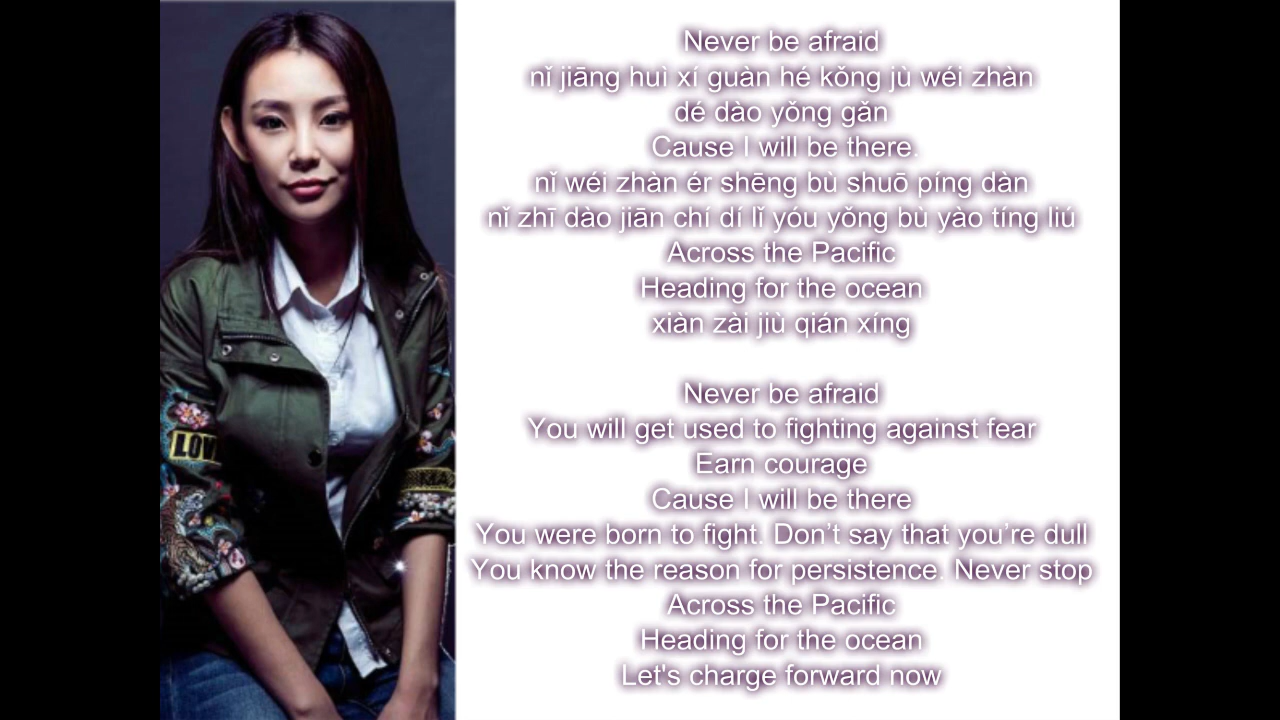 Never be afraid
nǐ jiāng huì xí guàn hé kǒng jù wéi zhàn
dé dào yǒng gǎn
Cause I will be there.
nǐ wéi zhàn ér shēng bù shuō píng dàn
nǐ zhī dào jiān chí dí lǐ yóu yǒng bù yào tíng liú
Across the Pacific
Heading for the ocean
xiàn zài jiù qián xíng
Never be afraid
You will get used to fighting against fear
Earn courage
Cause I will be there
You were born to fight. Don’t say that you’re dull
You know the reason for persistence. Never stop
Across the Pacific
Heading for the ocean
Let's charge forward now